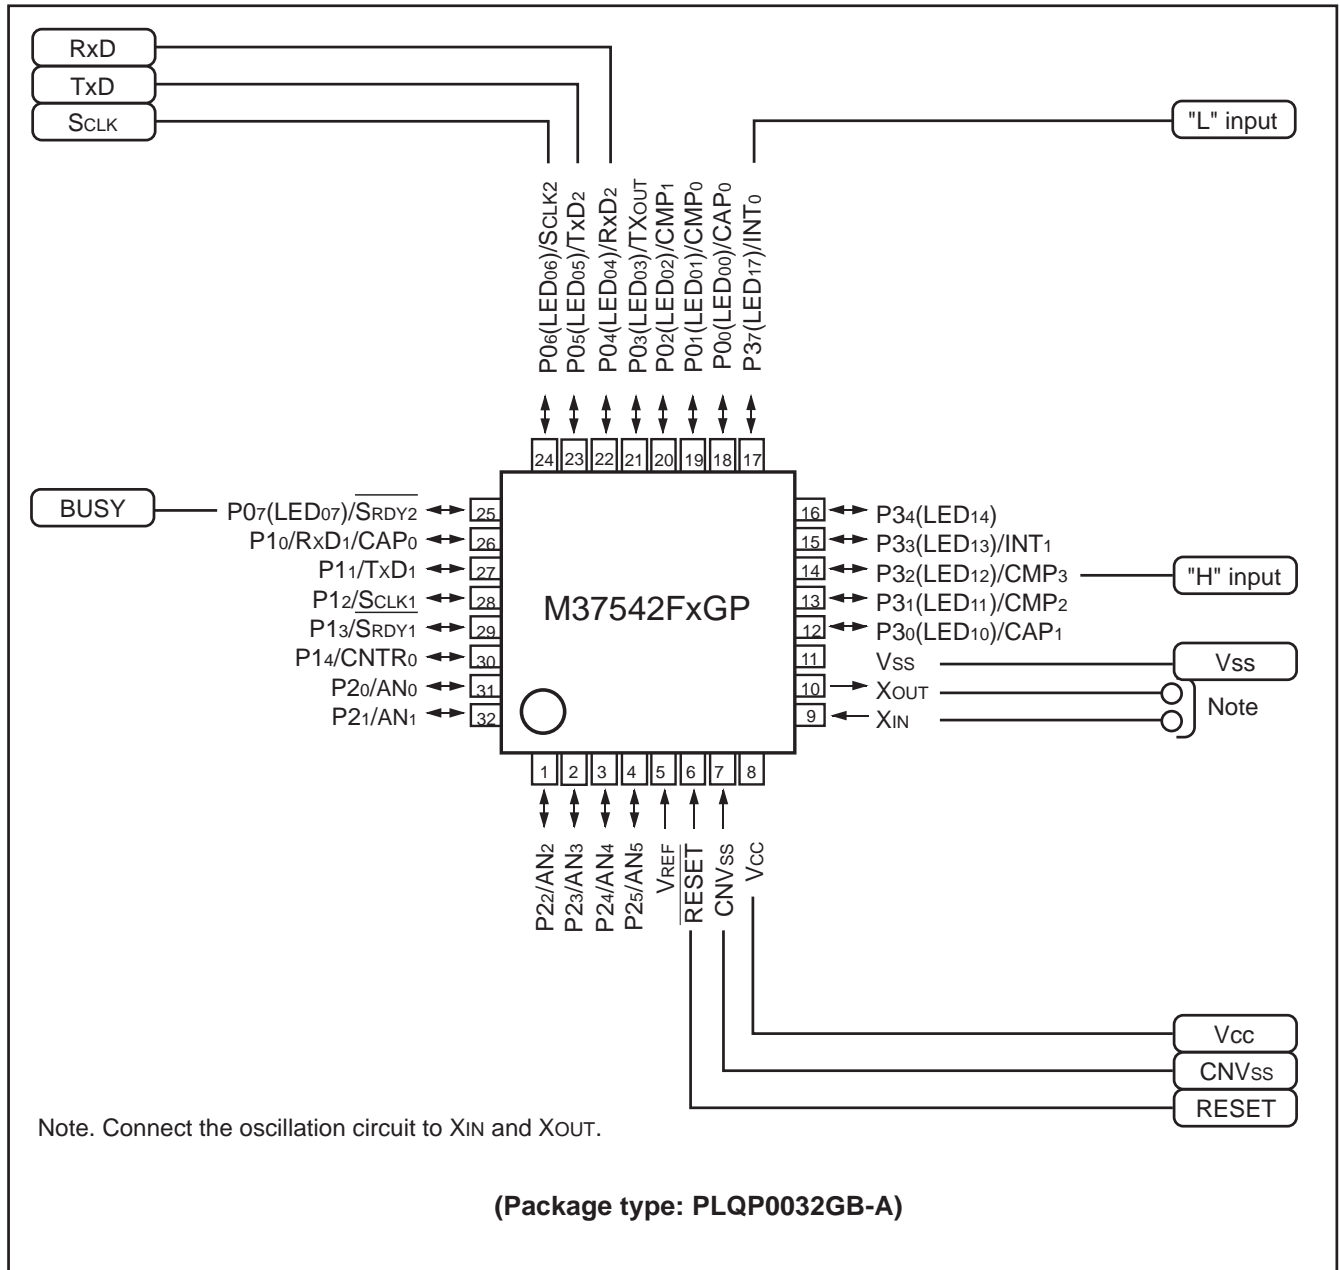 RxD
TxD
SCLK
"L" input
P06(LED06)/SCLK2
P05(LED05)/TxD2
P04(LED04)/RxD2
P03(LED03)/TXOUT
P02(LED02)/CMP1
P01(LED01)/CMP0
P00(LED00)/CAP0
P37(LED17)/INT0
24 23 22 21 20 19 18 17
BUSY
P07(LED07)/SRDY2 25
P10/RxD1/CAP0 26
P11/TxD1 27
P12/SCLK1 28
P13/SRDY1 29
P14/CNTR0 30
P20/AN0 31
P21/AN1 32
M37542FxGP
16 P34(LED14)
15 P33(LED13)/INT1
14 P32(LED12)/CMP3 "H" input
13 P31(LED11)/CMP2
12 P30(LED10)/CAP1
11 VSS Vss
10 XOUT
9 XIN
Note
1 2 3 4 5 6 7 8
P22/AN2
P23/AN3
P24/AN4
P25/AN5
VREF
RESET
CNVSS
VCC
Vcc
CNVss
RESET
Note. Connect the oscillation circuit to XIN and XOUT.
(Package type: PLQP0032GB-A)